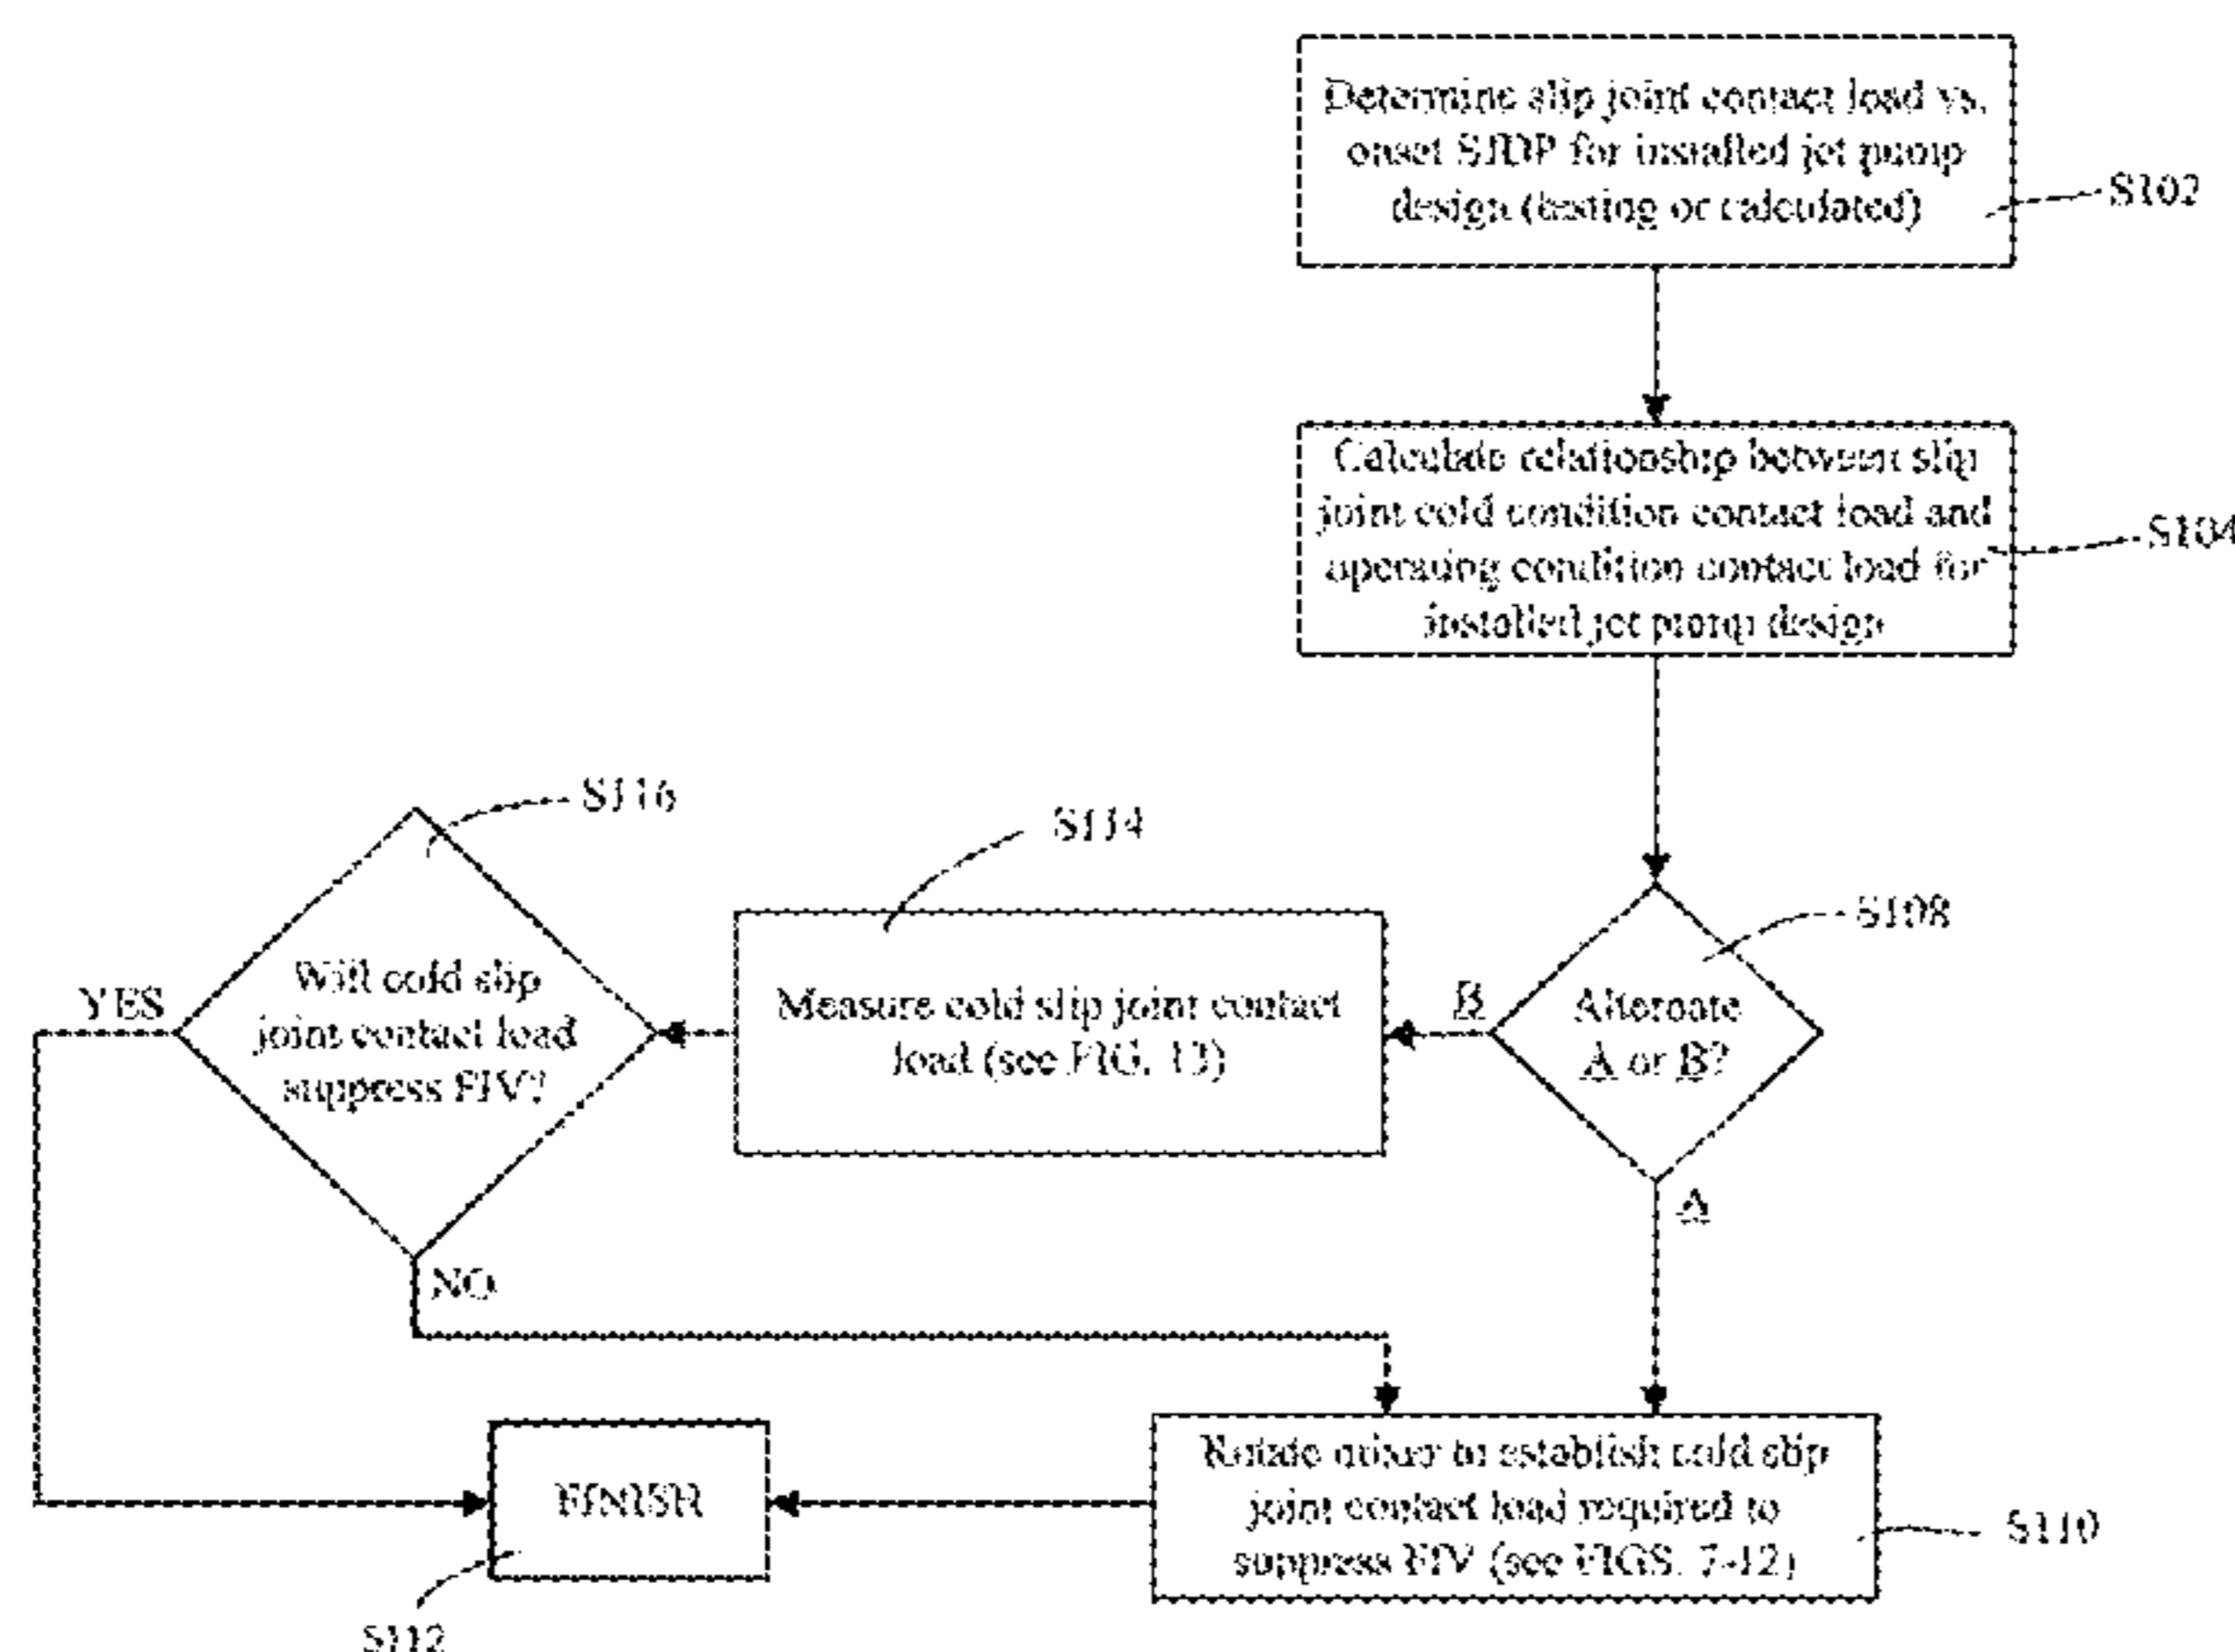 Determine slip joint contact load vs.
onset SJDP for installed jet pump
design (testing or calculated)
S102
Calculate relationship between slip
joint cold condition contact load and
operating condition contact load for
installed jet pump design
S104
S116
S114
S108
Will cold slip
joint contact load
suppress FIV?
YES
NO
Measure cold slip joint contact
load (see FIG. 13)
B
Alternate
A or B?
A
FINISH
S112
Rotate mixer to establish cold slip
joint contact load required to
suppress FIV (see FIGS. 7-12)
S110